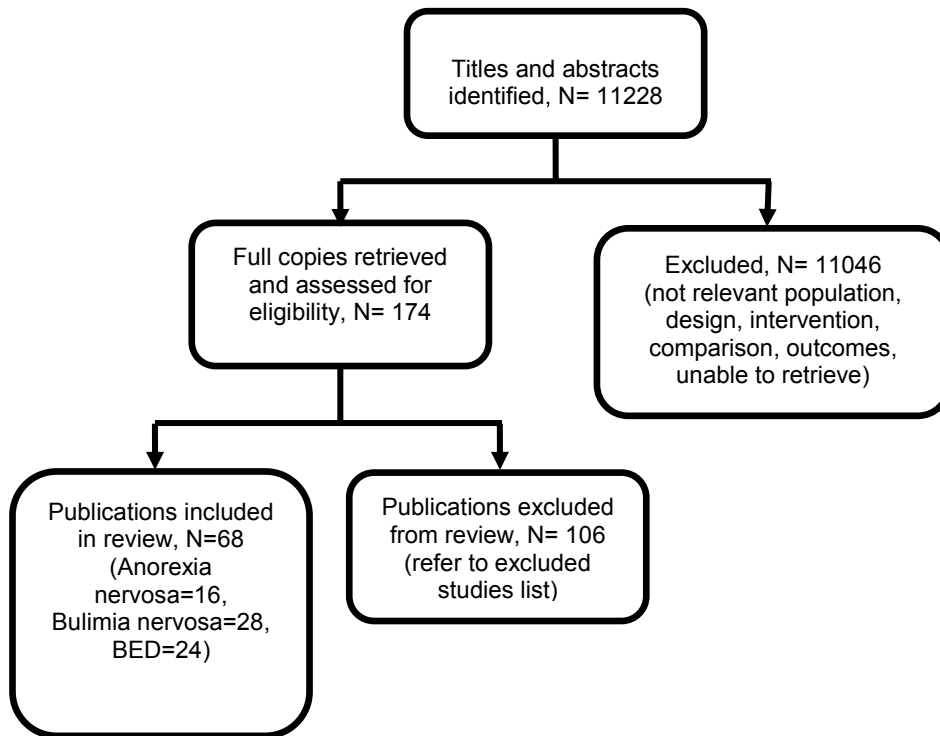 Titles and abstracts
identified, N= 11228
Full copies retrieved
and assessed for
eligibility, N= 174
Excluded, N= 11046
(not relevant population,
design, intervention,
comparison, outcomes,
unable to retrieve)
Publications included
in review, N=68
(Anorexia
nervosa=16,
Bulimia nervosa=28,
BED=24)
Publications excluded
from review, N= 106
(refer to excluded
studies list)